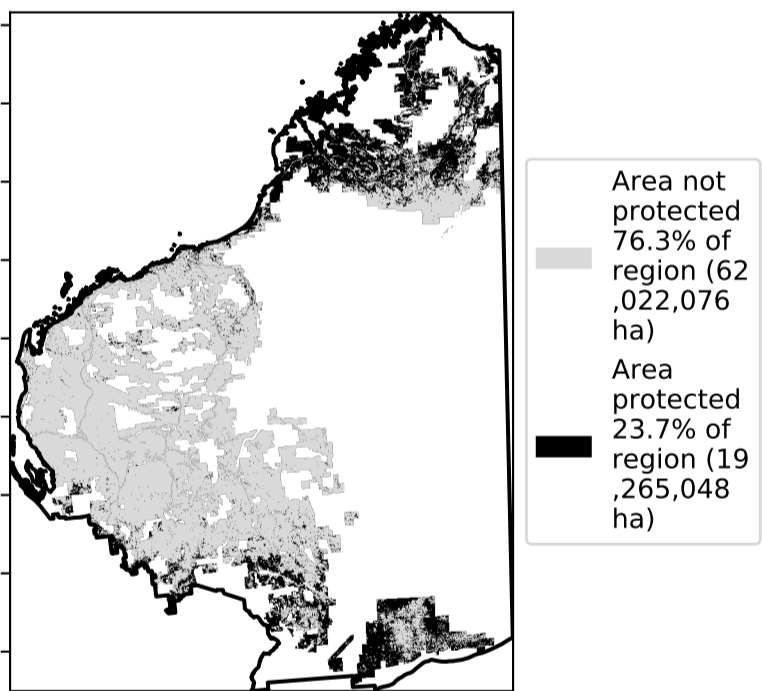 Area not
protected
76.3% of
region (62
,022,076
ha)
Area
protected
23.7% of
region (19
,265,048
ha)